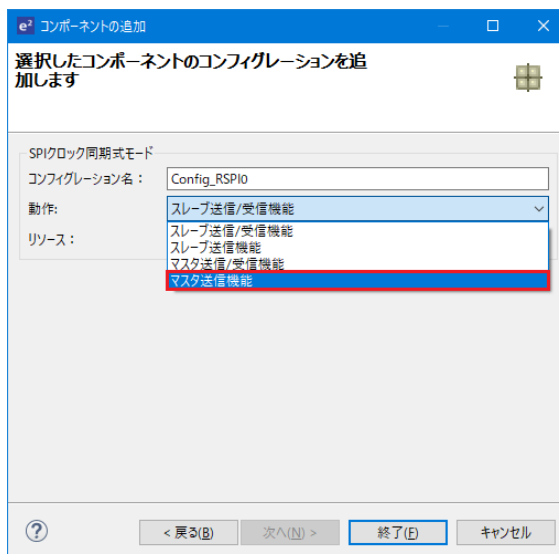 e² コンポーネントの追加
選択したコンポーネントのコンフィグレーションを追
加します
SPIクロック同期式モード
コンフィグレーション名： Config_RSPI0
動作: スレーブ送信/受信機能
スレーブ送信/受信機能
スレーブ送信機能
リソース：
マスタ送信/受信機能
マスタ送信機能
?
< 戻る(B) 次へ(N) > 終了(F) キャンセル